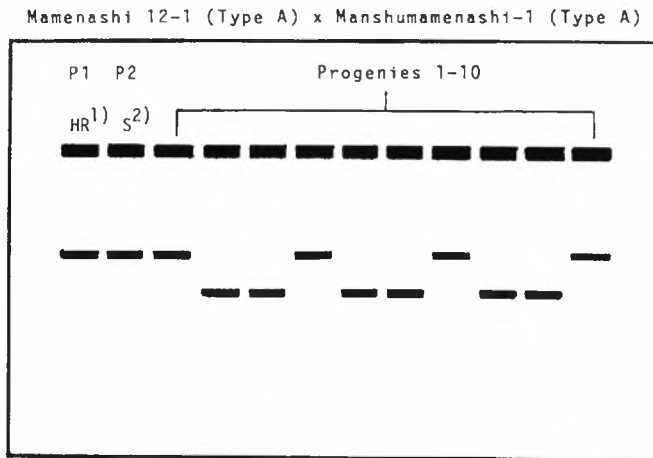 Mamenashi 12-1 (Type A) x Manshumamenashi-1 (Type A)
P1 P2 Progenies 1-10
HR1) S2)